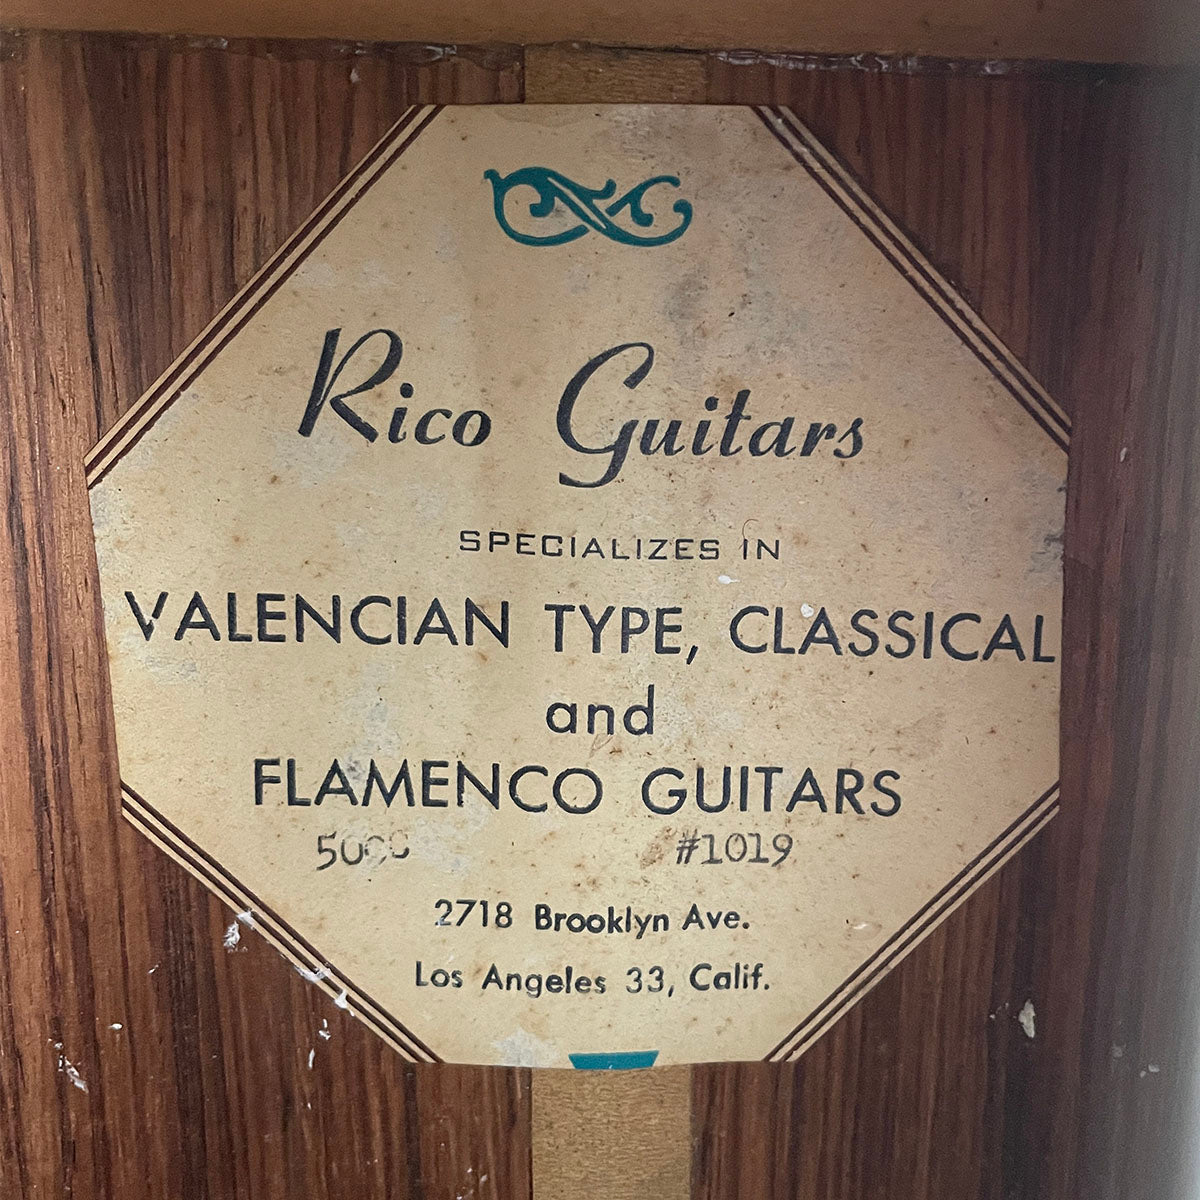 Rico Guitars
SPECIALIZES IN
VALENCIAN TYPE, CLASSICAL
and
FLAMENCO GUITARS
#1019
2718 Brooklyn Ave.
Los Angeles 33, Calif.